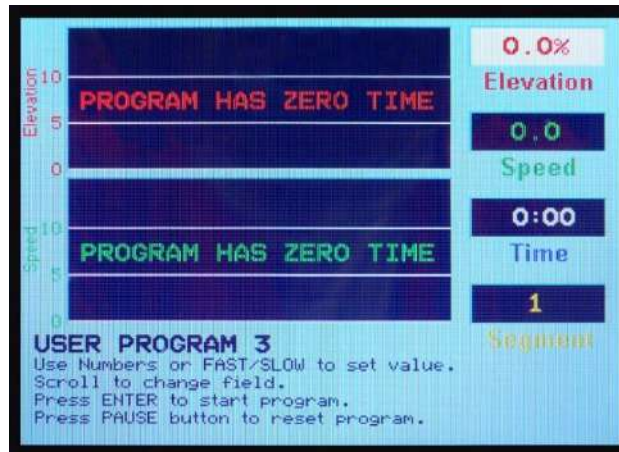 0.0%
Elevation
10
5
0
Elevation
PROGRAM HAS ZERO TIME
0.0
Speed
10
5
0
Speed
PROGRAM HAS ZERO TIME
0:00
Time
1
Segment
USER PROGRAM 3
Use Numbers or FAST/SLOW to set value.
Scroll to change field.
Press ENTER to start program.
Press PAUSE button to reset program.